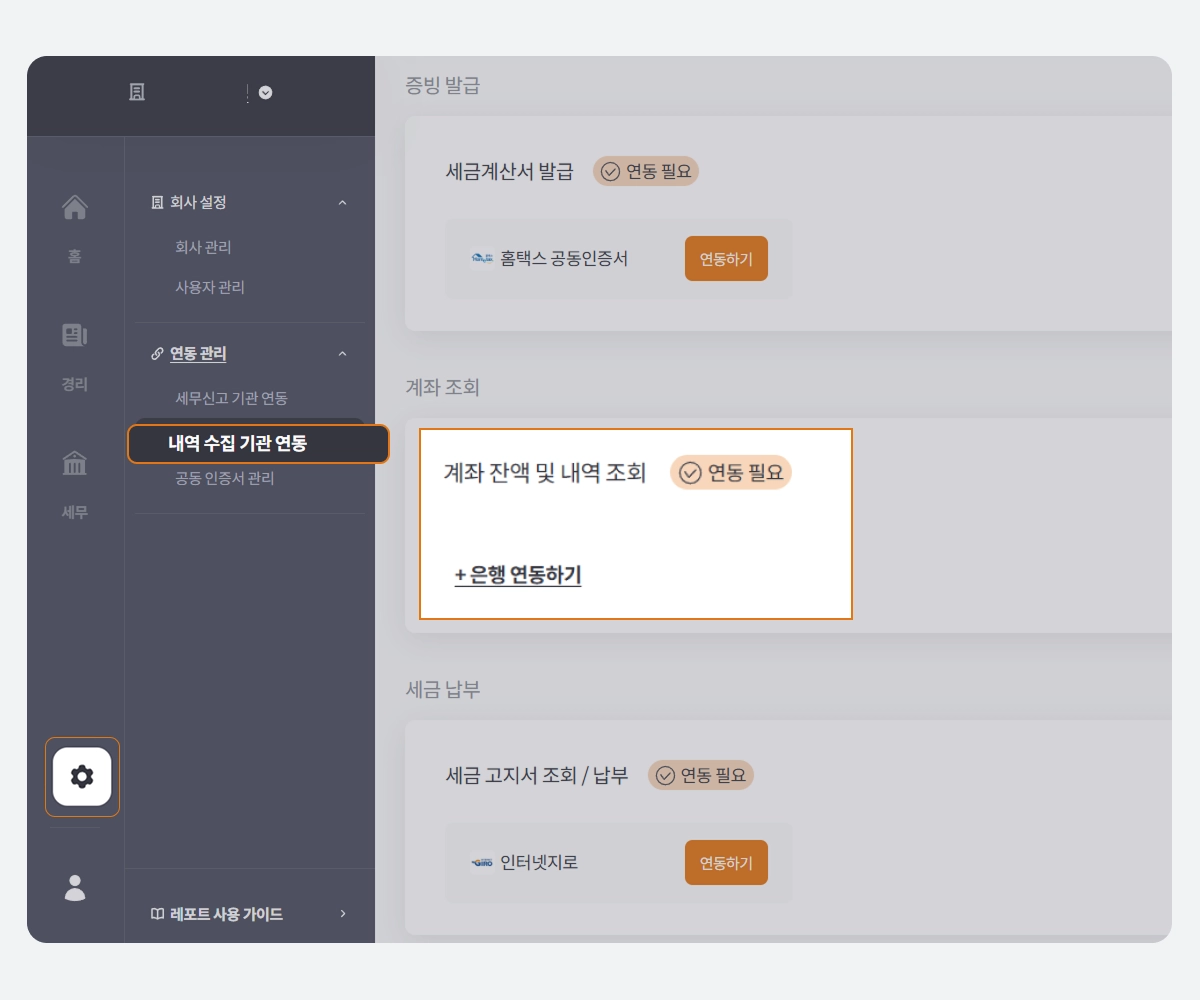 홈
경리
세무
회사 설정
회사 관리
사용자 관리
연동 관리
세무신고 기관 연동
내역 수집 기관 연동
공동 인증서 관리
레포트 사용 가이드
증빙 발급
세금계산서 발급 연동 필요
홈택스 공동인증서 연동하기
계좌 조회
계좌 잔액 및 내역 조회 연동 필요
+ 은행 연동하기
세금 납부
세금 고지서 조회 / 납부 연동 필요
GIRO 인터넷지로 연동하기